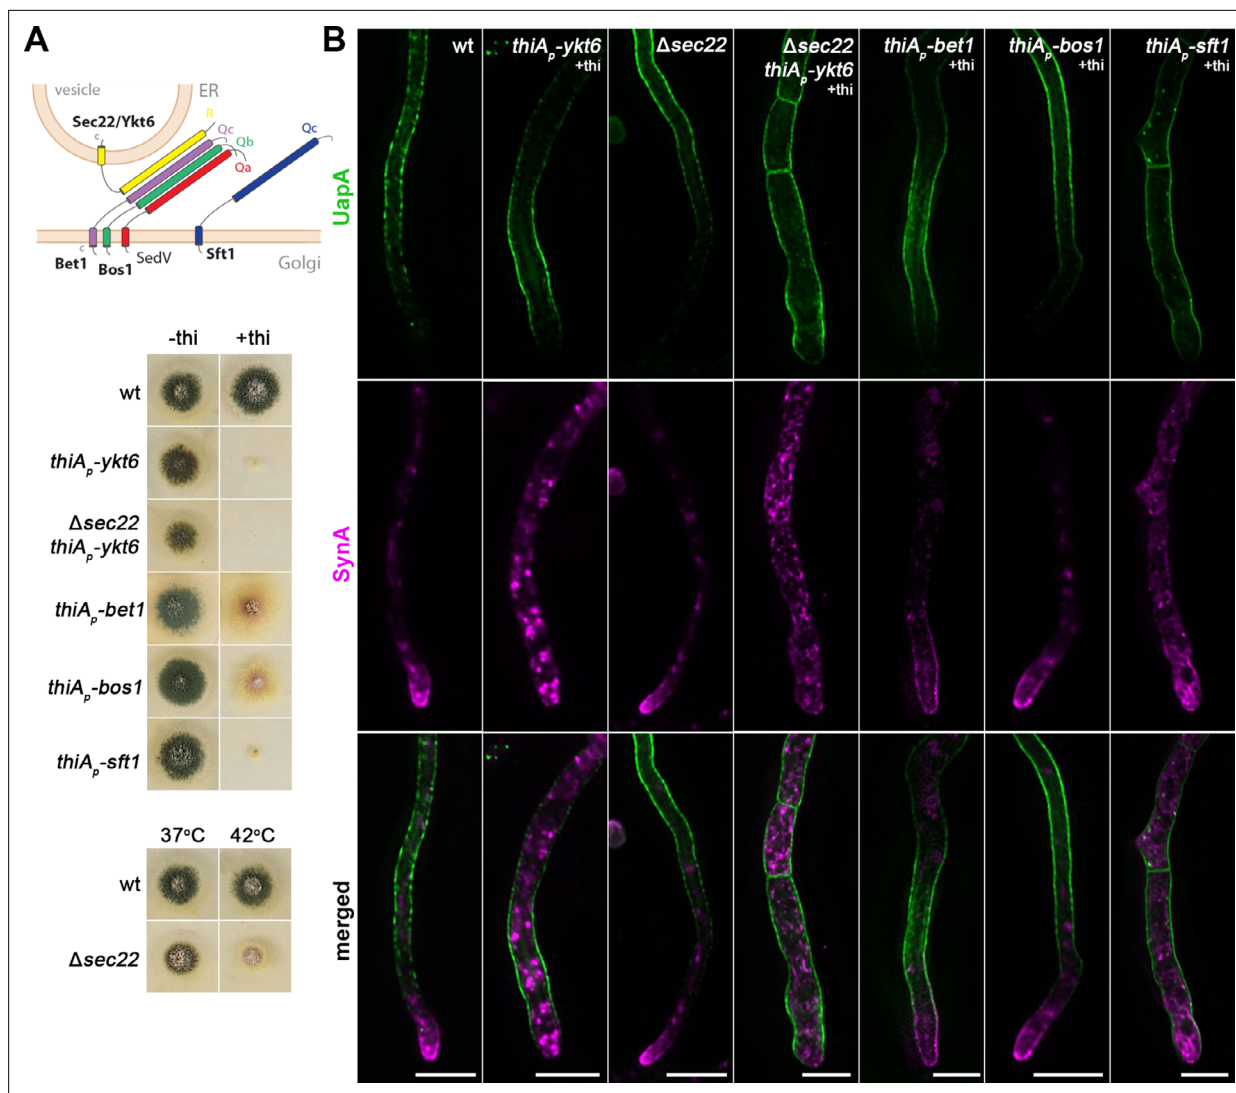 A
vesicle
ER
Sec22/Ykt6
c
R
Qc
Qb
Qa
Qc
c
Bet1
Bos1
SedV
Sft1
Golgi
-thi
+thi
wt
thiAp-ykt6
Δsec22
thiAp-ykt6
thiAp-bet1
thiAp-bos1
thiAp-sft1
37°C
42°C
wt
Δsec22
B
wt
thiAp-ykt6
+thi
Δsec22
Δsec22
thiAp-ykt6
+thi
thiAp-bet1
+thi
thiAp-bos1
+thi
thiAp-sft1
+thi
UapA
SynA
merged